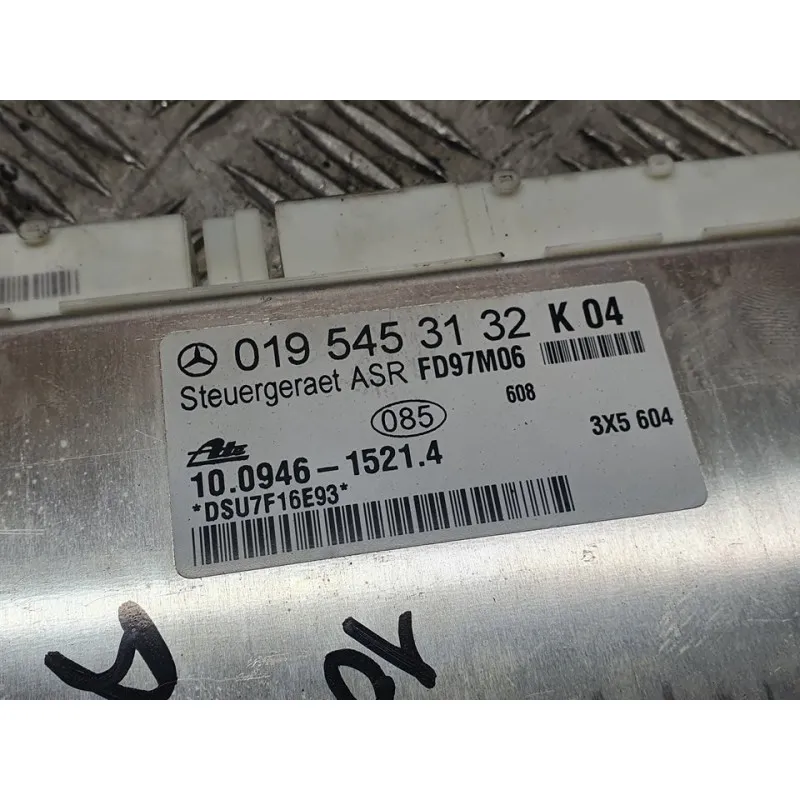 019 545 31 32 K 04
Steuergeraet ASR FD97M06
608
085
3X5 604
Ate
10.0946-1521.4
*DSU7F16E93*